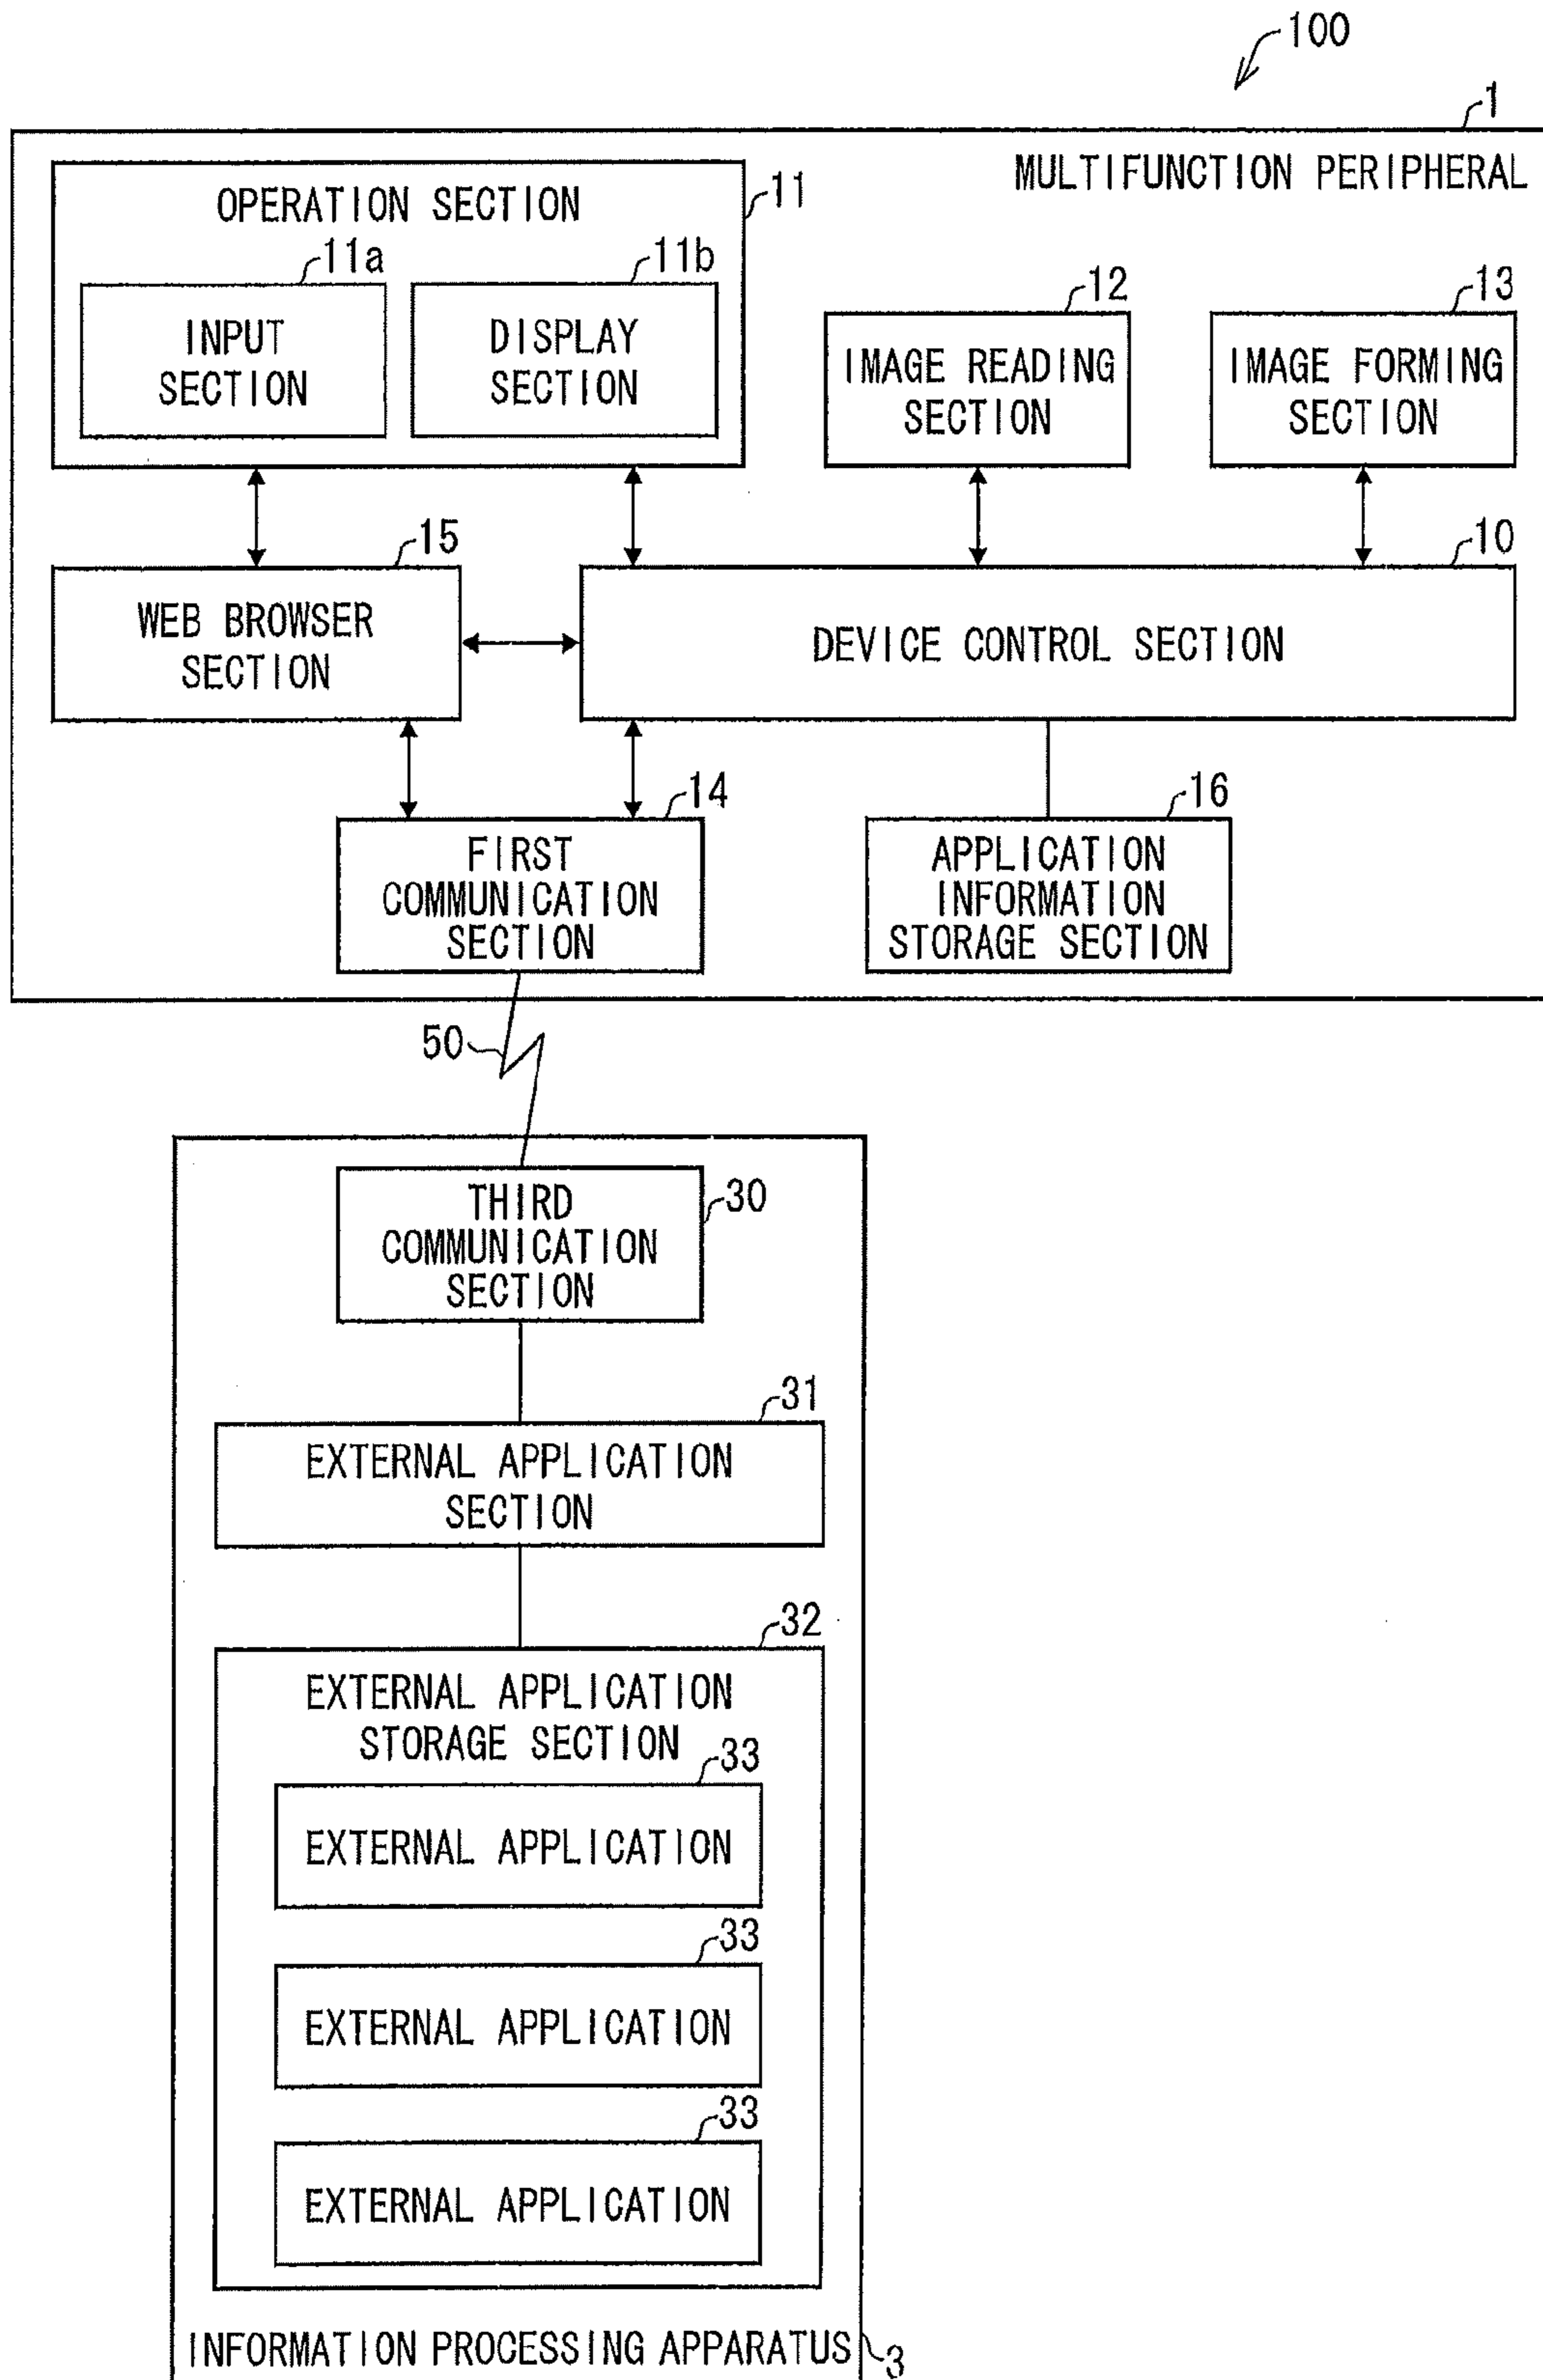 100
1
MULTIFUNCTION PERIPHERAL
OPERATION SECTION
11
11a
INPUT
SECTION
11b
DISPLAY
SECTION
12
IMAGE READING
SECTION
13
IMAGE FORMING
SECTION
15
WEB BROWSER
SECTION
10
DEVICE CONTROL SECTION
14
FIRST
COMMUNICATION
SECTION
16
APPLICATION
INFORMATION
STORAGE SECTION
50
THIRD
COMMUNICATION
SECTION
30
31
EXTERNAL APPLICATION
SECTION
32
EXTERNAL APPLICATION
STORAGE SECTION
33
EXTERNAL APPLICATION
33
EXTERNAL APPLICATION
33
EXTERNAL APPLICATION
INFORMATION PROCESSING APPARATUS
3